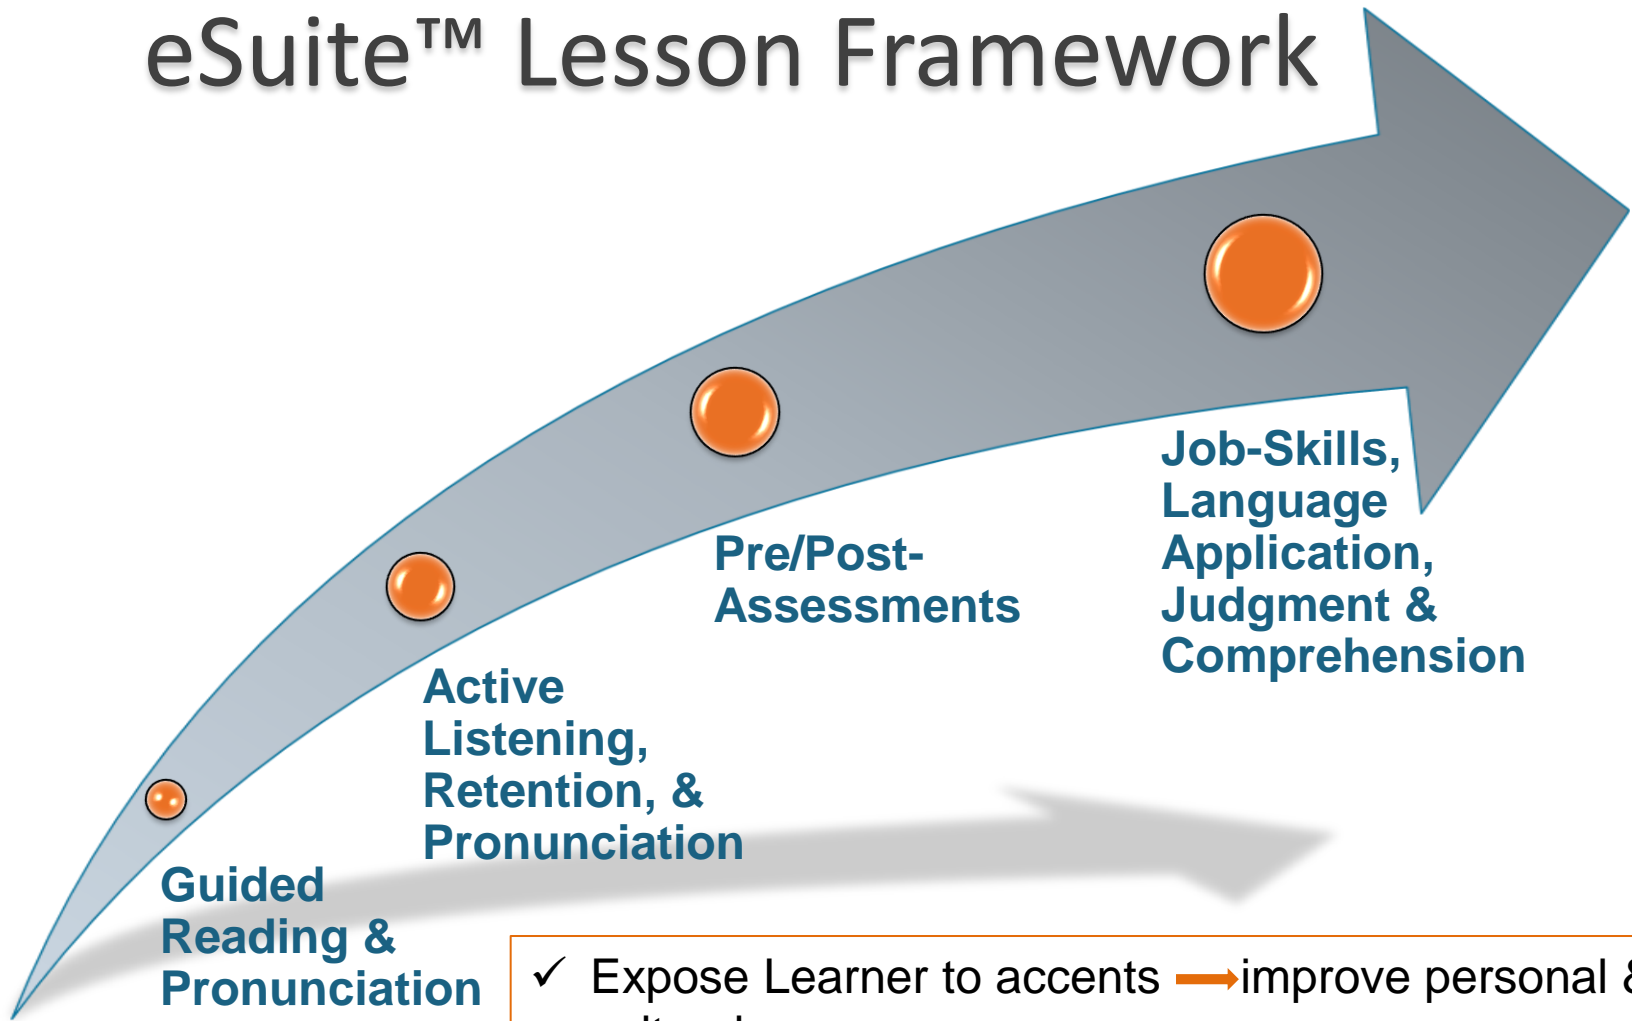 eSuite™ Lesson Framework
Job-Skills,
Language
Application,
Judgment &
Comprehension
Pre/Post-
Assessments
Active
Listening,
Retention, &
Pronunciation
Guided
Reading &
Pronunciation
✓ Expose Learner to accents → improve personal &